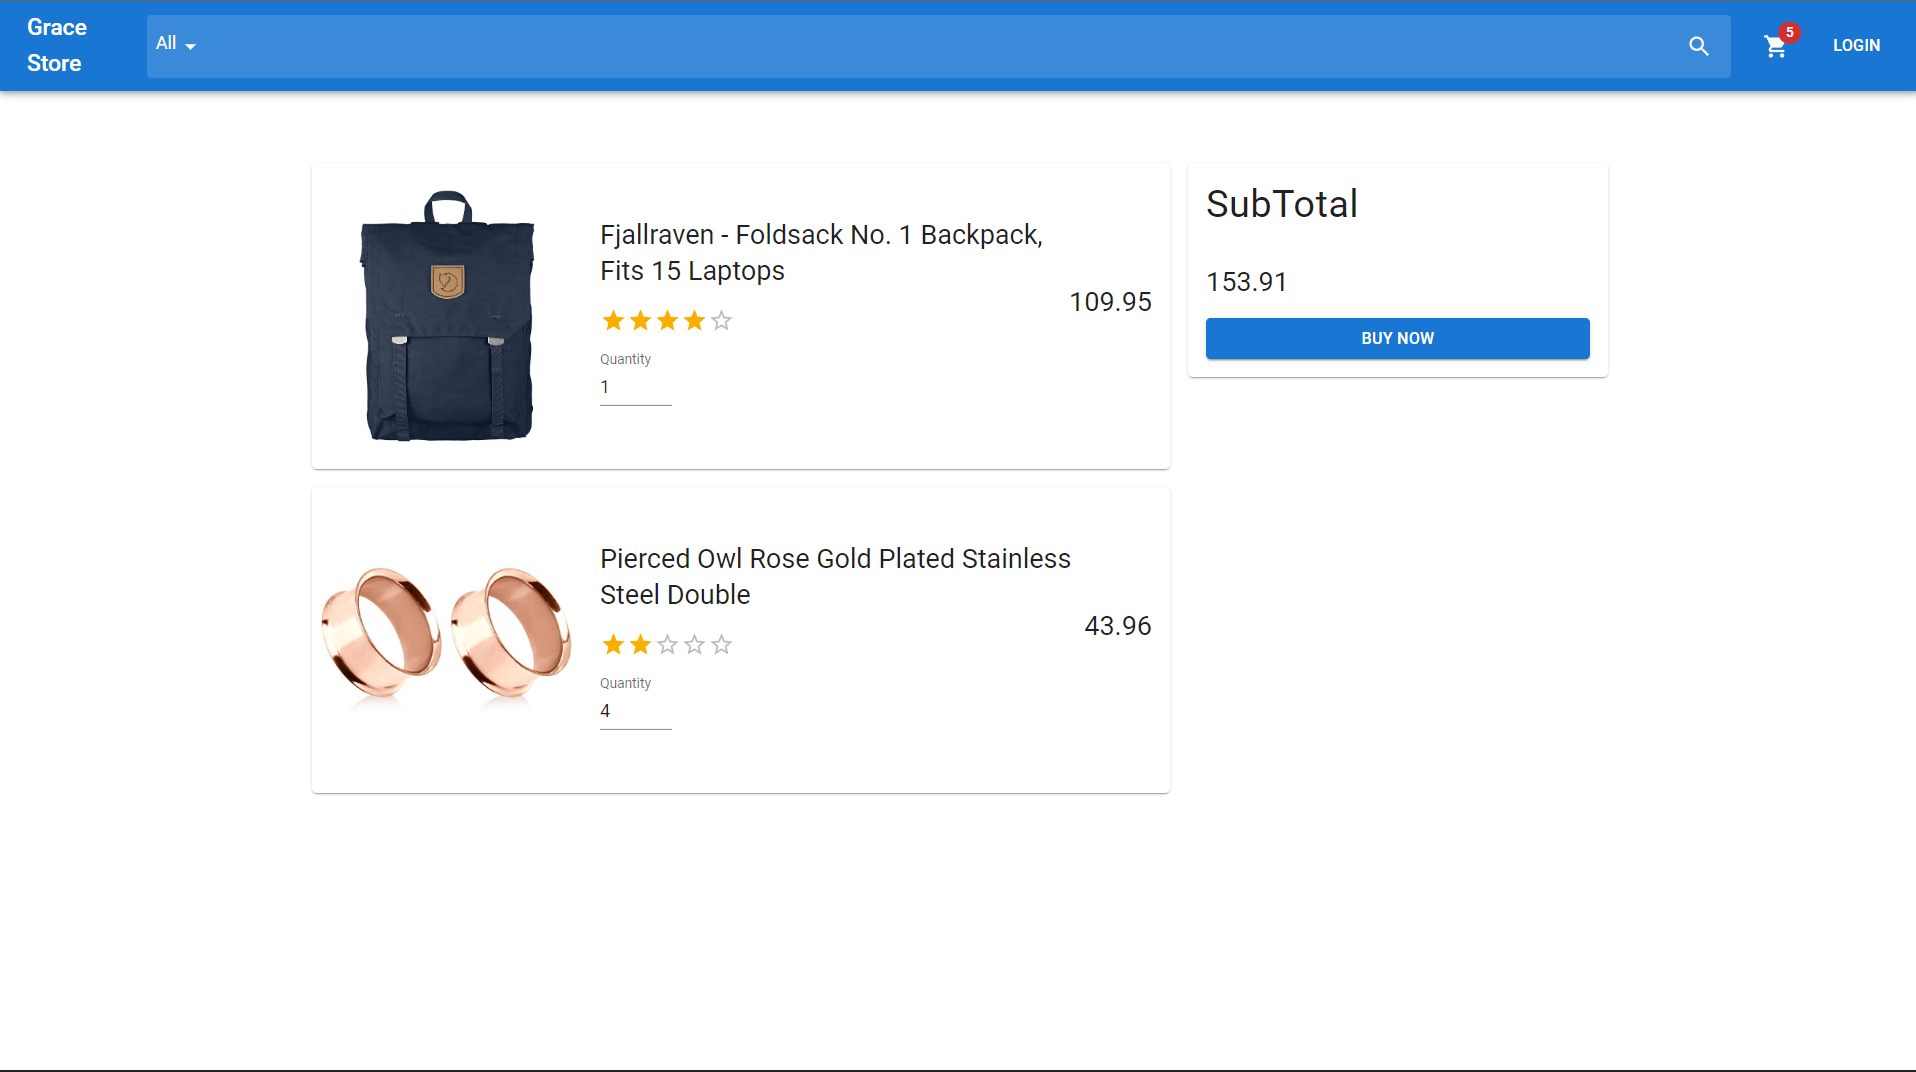 Grace
Store
All
5
LOGIN
Fjallraven - Foldsack No. 1 Backpack,
Fits 15 Laptops
109.95
Quantity
1
SubTotal
153.91
BUY NOW
Pierced Owl Rose Gold Plated Stainless
Steel Double
43.96
Quantity
4